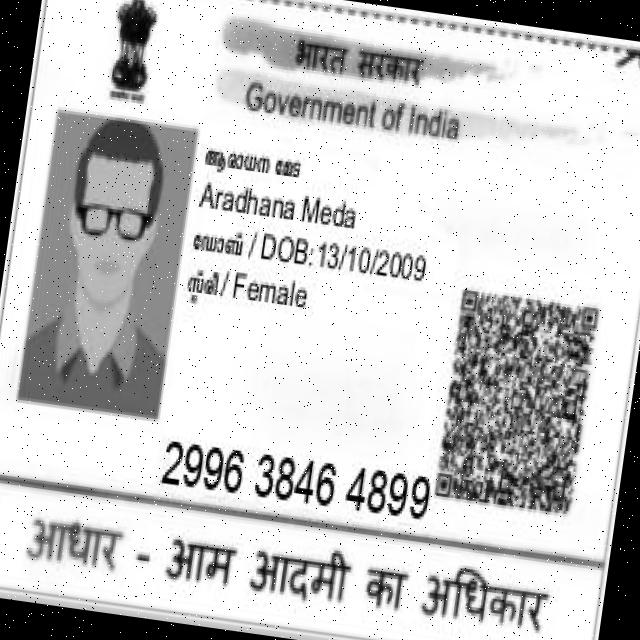 भारत सरकार
Government of India
ആരാധന മേട
Aradhana Meda
ഡോബ് / DOB:13/10/2009
സ്ത്രീ / Female
2996 3846 4899
आधार - आम आदमी का अधिकार